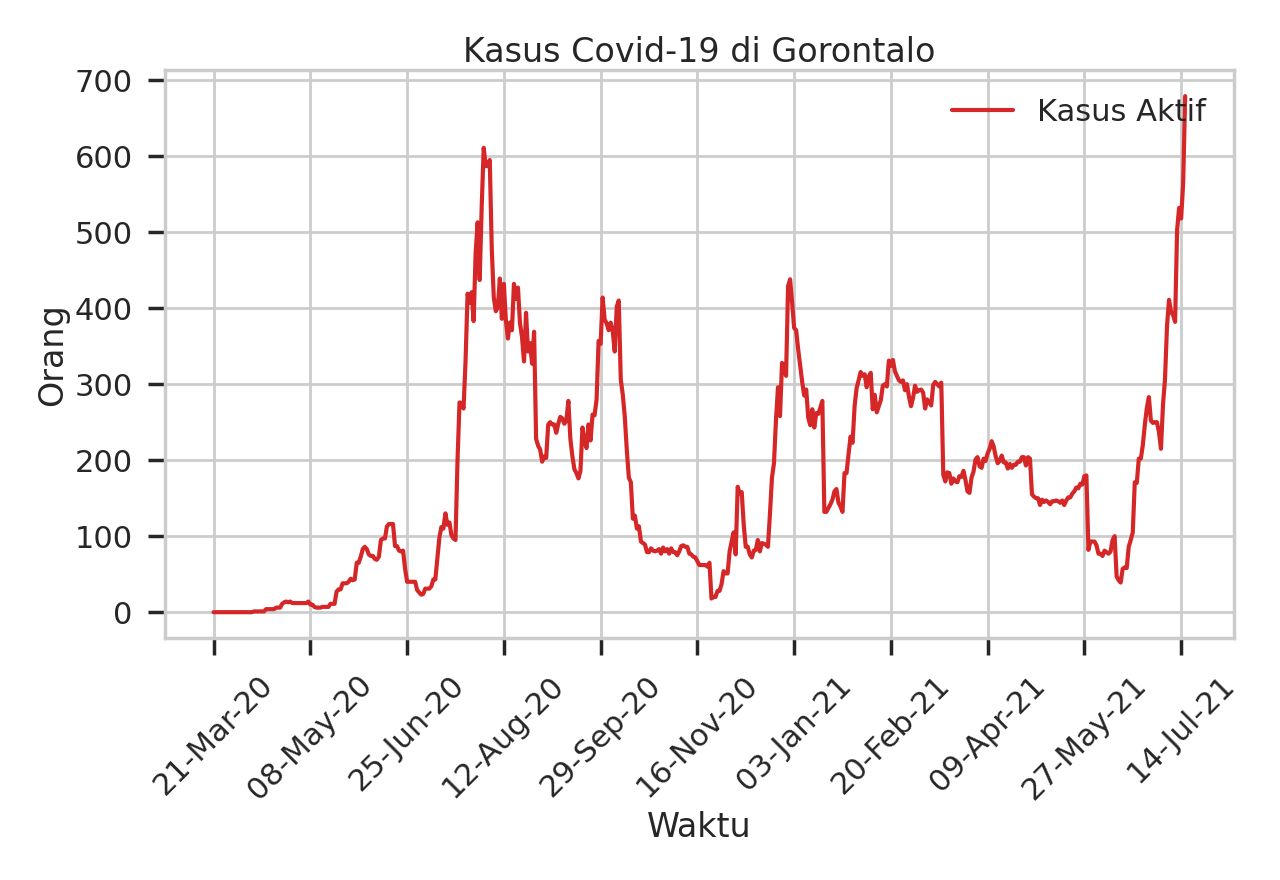 Kasus Covid-19 di Gorontalo
Kasus Aktif
700
600
500
400
300
200
100
0
Orang
21-Mar-20
08-May-20
25-Jun-20
12-Aug-20
29-Sep-20
16-Nov-20
03-Jan-21
20-Feb-21
09-Apr-21
27-May-21
14-Jul-21
Waktu